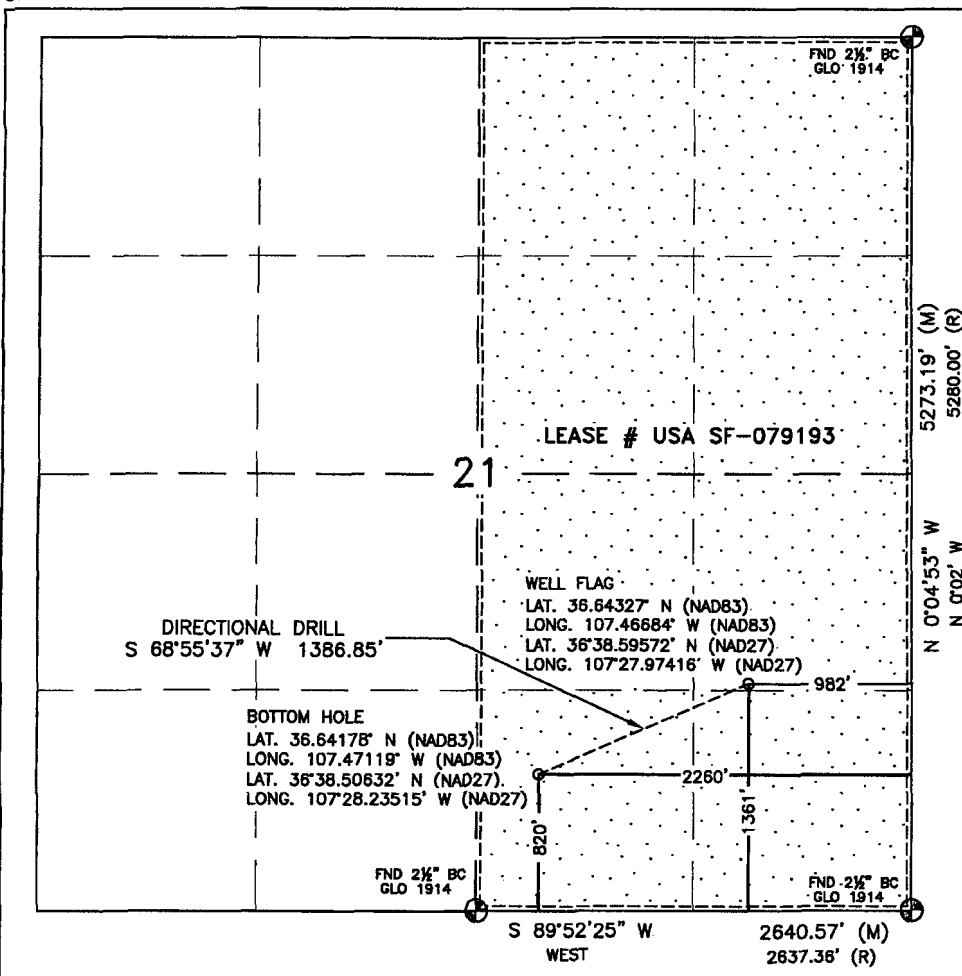 FND 2½" BC
GLO 1914
5273.19' (M)
5280.00' (R)
LEASE # USA SF-079193
21
N 0°04'53" W
N 0°02' W
WELL FLAG
LAT. 36.64327° N (NAD83)
LONG. 107.46684° W (NAD83)
LAT. 36°38.59572' N (NAD27)
LONG. 107°27.97416' W (NAD27)
DIRECTIONAL DRILL
S 68°55'37" W 1386.85'
982'
BOTTOM HOLE
LAT. 36.64178° N (NAD83)
LONG. 107.47119° W (NAD83)
LAT. 36°38.50632' N (NAD27)
LONG. 107°28.23515' W (NAD27)
2260'
1361'
820'
FND 2½" BC
GLO 1914
FND 2½" BC
GLO 1914
S 89°52'25" W
WEST
2640.57' (M)
2637.36' (R)